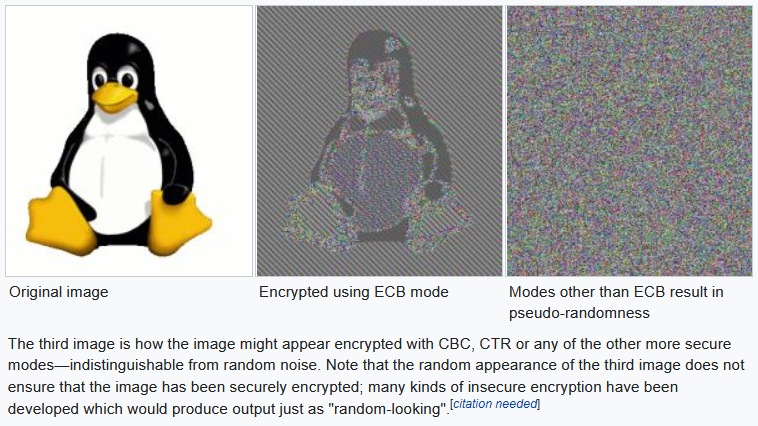 Original image
Encrypted using ECB mode
Modes other than ECB result in
pseudo-randomness
The third image is how the image might appear encrypted with CBC, CTR or any of the other more secure
modes—indistinguishable from random noise. Note that the random appearance of the third image does not
ensure that the image has been securely encrypted; many kinds of insecure encryption have been
developed which would produce output just as "random-looking".[citation needed]